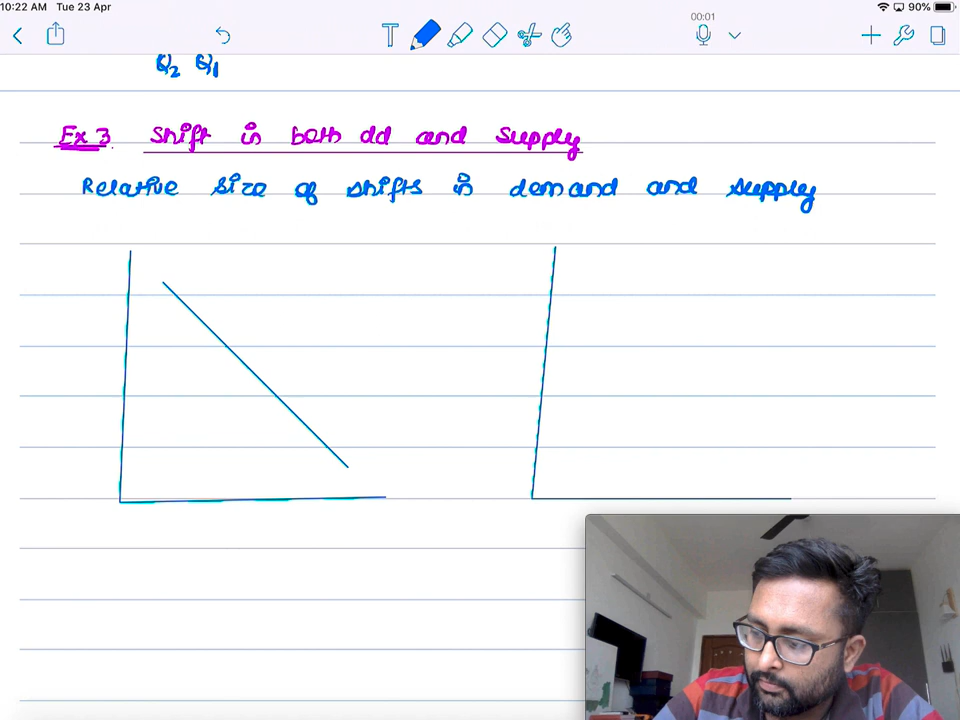 10:22 AM Tue 23 Apr
90%
00:01
T
Q2 Q1
Ex 3. Shift in both dd and supply
Relative size of shifts in demand and supply